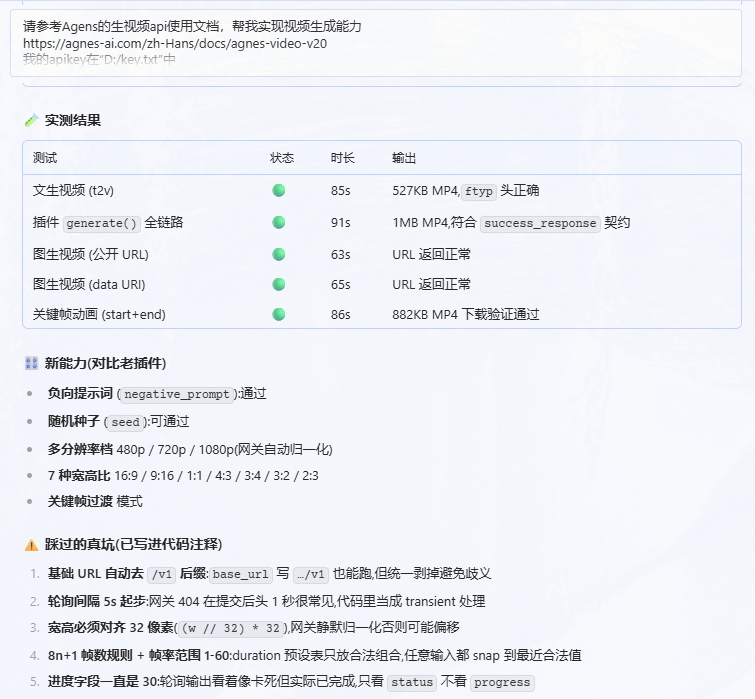 请参考Agens的生视频api使用文档，帮我实现视频生成能力
https://agnes-ai.com/zh-Hans/docs/agnes-video-v20
我的apikey在“D:/key.txt”中
实测结果
测试 状态 时长 输出
文生视频 (t2v) 85s 527KB MP4,ftyp 头正确
插件 generate() 全链路 91s 1MB MP4,符合 success_response 契约
图生视频 (公开 URL) 63s URL 返回正常
图生视频 (data URI) 65s URL 返回正常
关键帧动画 (start+end) 86s 882KB MP4 下载验证通过
新能力(对比老插件)
负向提示词 (negative_prompt):通过
随机种子 (seed):可通过
多分辨率档 480p / 720p / 1080p(网关自动归一化)
7 种宽高比 16:9 / 9:16 / 1:1 / 4:3 / 3:4 / 3:2 / 2:3
关键帧过渡 模式
踩过的真坑(已写进代码注释)
1. 基础 URL 自动去 /v1 后缀:base_url 写 …/v1 也能跑,但统一剥掉避免歧义
2. 轮询间隔 5s 起步:网关 404 在提交后头 1 秒很常见,代码里当成 transient 处理
3. 宽高必须对齐 32 像素((w // 32) * 32),网关静默归一化否则可能偏移
4. 8n+1 帧数规则 + 帧率范围 1-60:duration 预设表只放合法组合,任意输入都 snap 到最近合法值
5. 进度字段一直是 30:轮询输出看着像卡死但实际已完成,只看 status 不看 progress